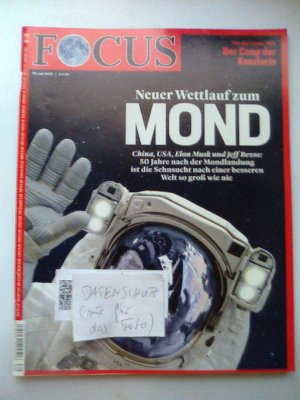 FOCUS
Der Coup der
Kanzlerin
Neuer Wettlauf zum
MOND
China, USA, Elon Musk und Jeff Bezos:
50 Jahre nach der Mondlandung
ist die Sehnsucht nach einer besseren
Welt so groß wie nie
DATENSCHUTZ
(nur für
das Foto)